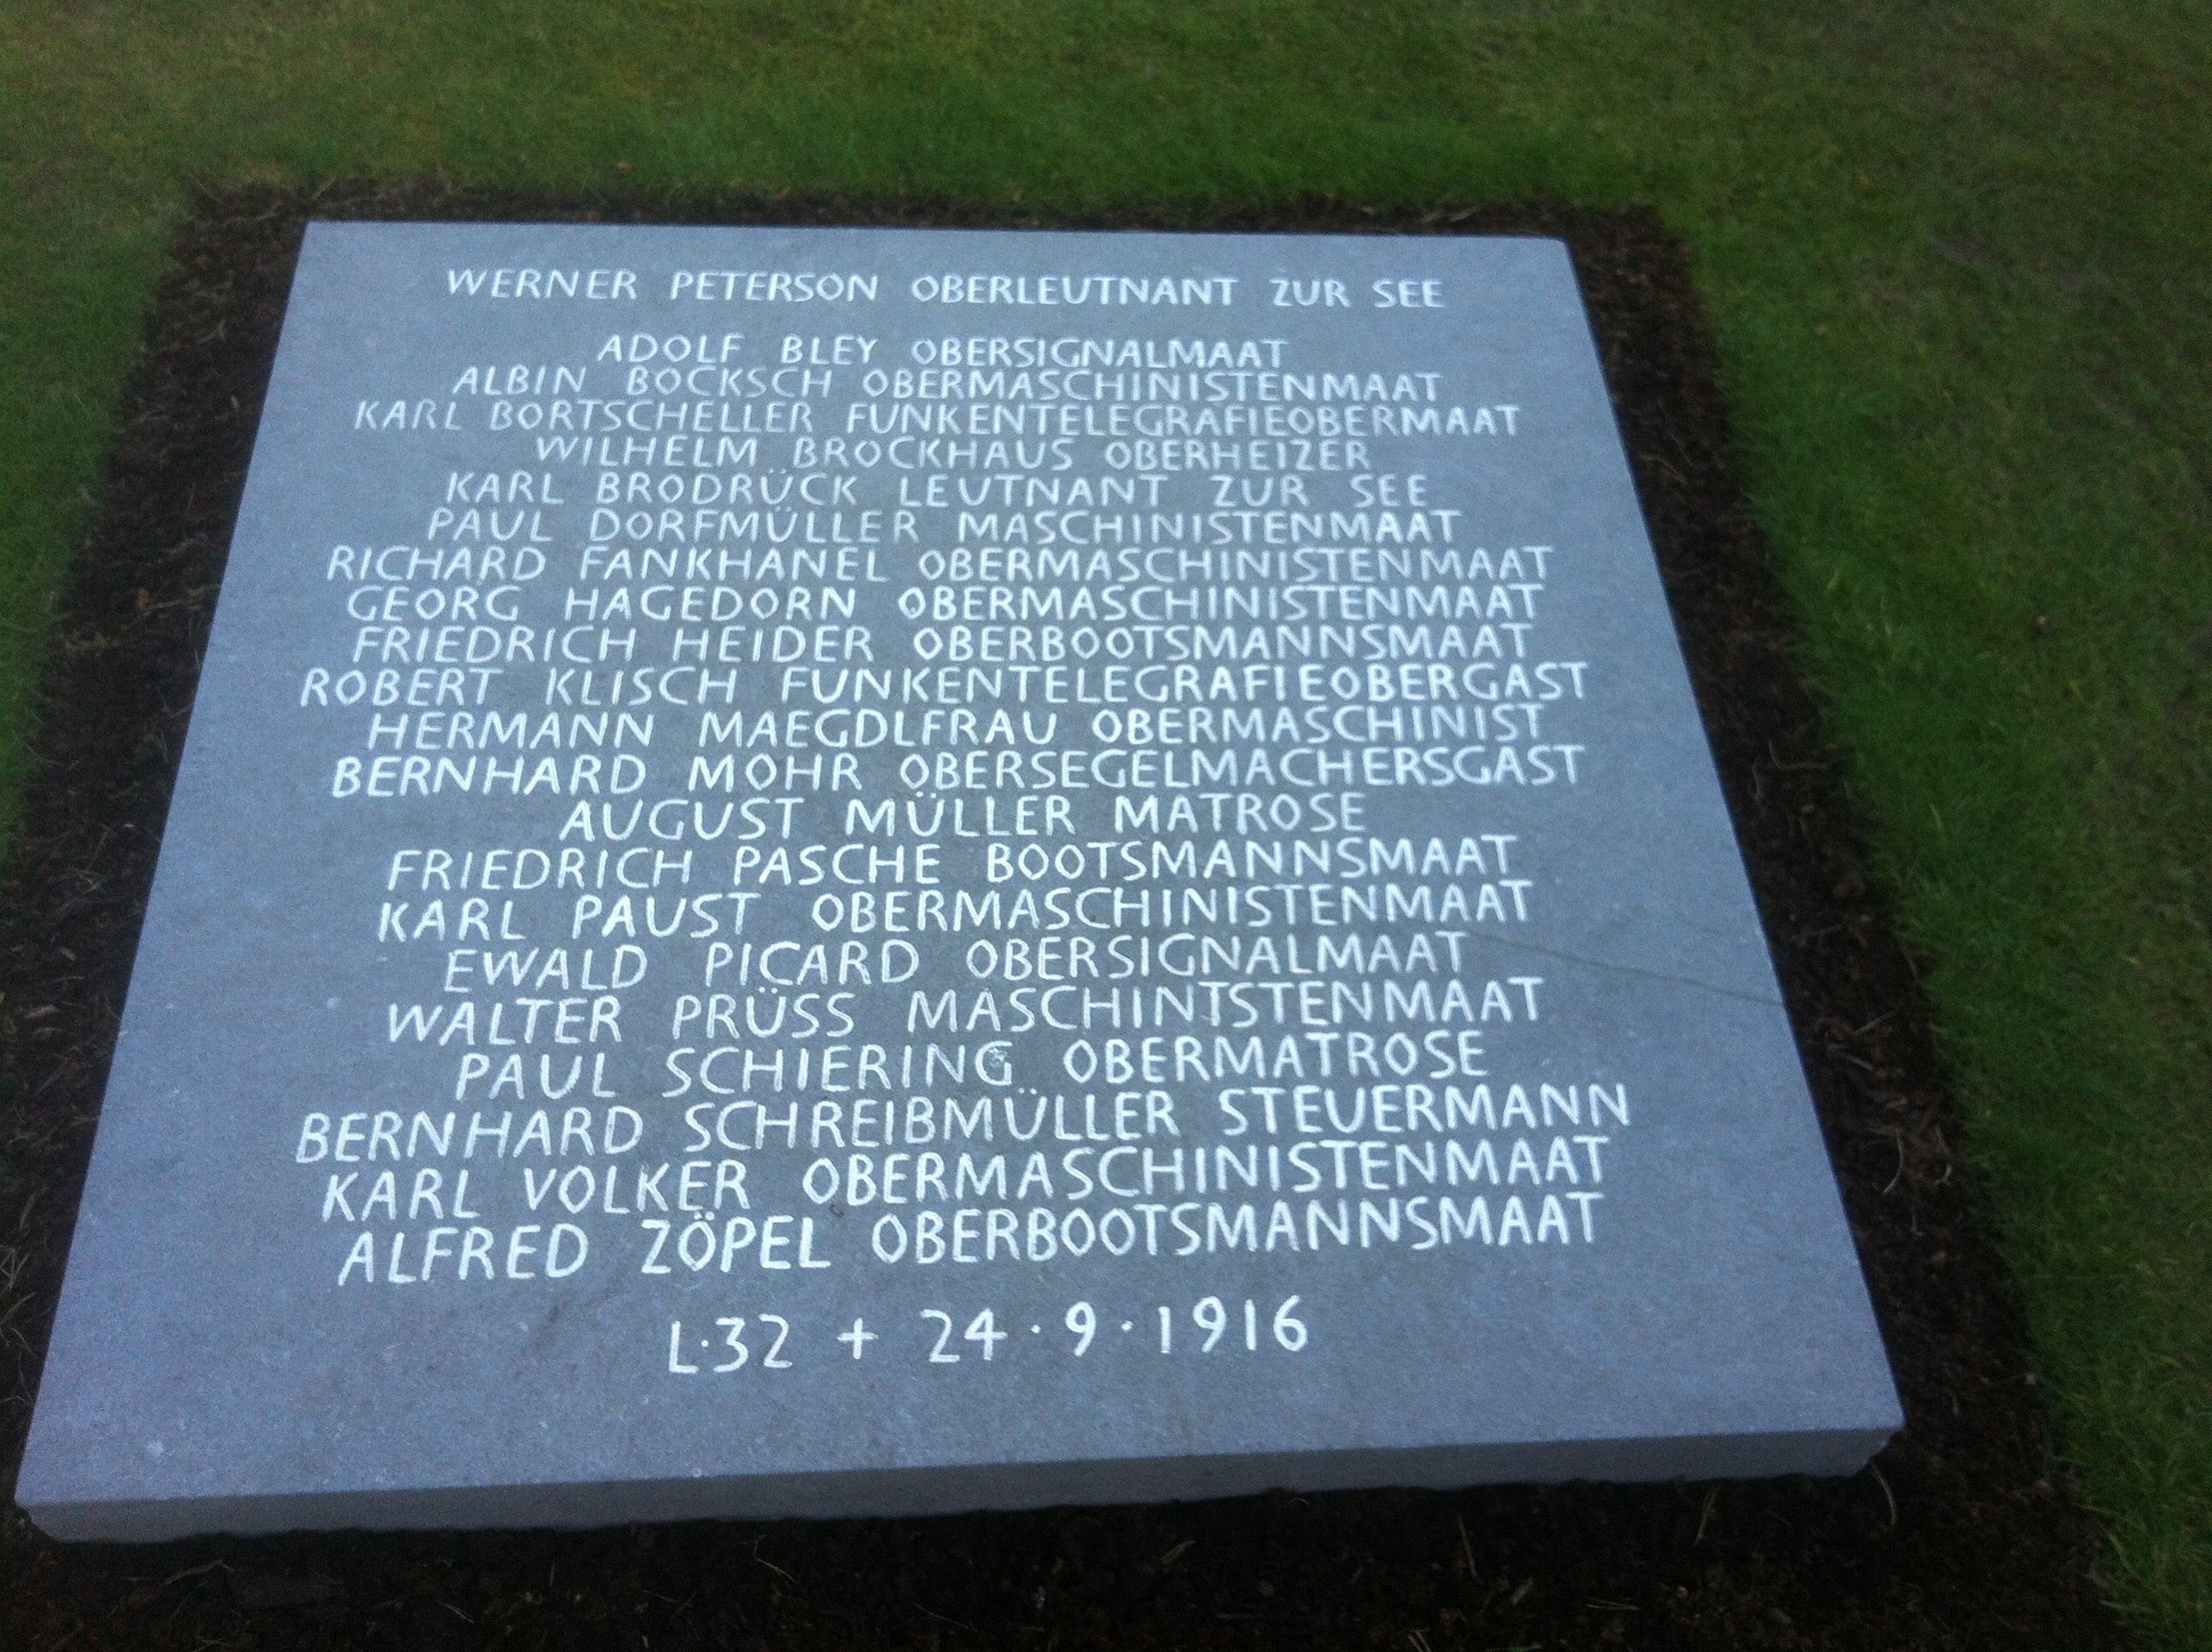 WERNER PETERSON OBERLEUTNANT ZUR SEE
ADOLF BLEY OBERSIGNALMAAT
ALBIN BOCKSCH OBERMASCHINISTENMAAT
KARL BORTSCHELLER FUNKENTELEGRAFIEOBERMAAT
WILHELM BROCKHAUS OBERHEIZER
KARL BRODRÜCK LEUTNANT ZUR SEE
PAUL DORFMÜLLER MASCHINISTENMAAT
RICHARD FANKHANEL OBERMASCHINISTENMAAT
GEORG HAGEDORN OBERMASCHINISTENMAAT
FRIEDRICH HEIDER OBERBOOTSMANNSMAAT
ROBERT KLISCH FUNKENTELEGRAFIEOBERGAST
HERMANN MAEGDLFRAU OBERMASCHINIST
BERNHARD MOHR OBERSEGELMACHERSGAST
AUGUST MÜLLER MATROSE
FRIEDRICH PASCHE BOOTSMANNSMAAT
KARL PAUST OBERMASCHINISTENMAAT
EWALD PICARD OBERSIGNALMAAT
WALTER PRÜSS MASCHINISTENMAAT
PAUL SCHIERING OBERMATROSE
BERNHARD SCHREIBMÜLLER STEUERMANN
KARL VOLKER OBERMASCHINISTENMAAT
ALFRED ZÖPEL OBERBOOTSMANNSMAAT
L·32 + 24·9·1916